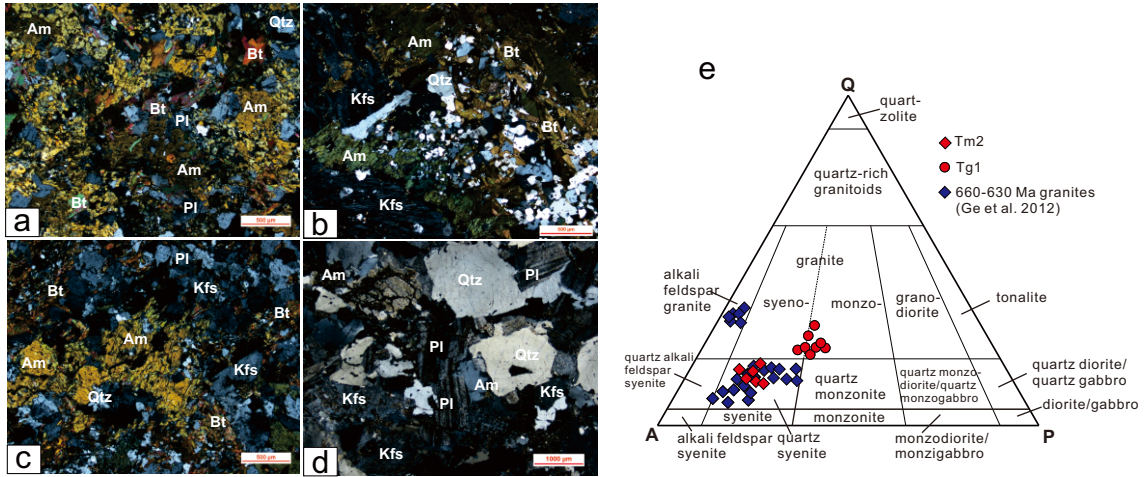 Am
Qtz
Bt
Bt
Pl
Am
Am
Bt
Pl
a
500 μm
Am
Bt
Qtz
Kfs
Bt
Am
Kfs
b
500 μm
Pl
Bt
Kfs
Bt
Am
Am
Kfs
Qtz
Bt
c
500 μm
Am
Qtz
Pl
Pl
Qtz
Am
Kfs
Pl
Kfs
Kfs
d
1000 μm
e
Q
quart-
zolite
Tm2
Tg1
660-630 Ma granites
(Ge et al. 2012)
quartz-rich
granitoids
granite
alkali
feldspar
granite
syeno-
monzo-
grano-
diorite
tonalite
quartz alkali
feldspar
syenite
quartz
monzonite
quartz monzo-
diorite/quartz
monzogabbro
quartz diorite/
quartz gabbro
syenite
monzonite
diorite/gabbro
A
P
alkali feldspar
syenite
quartz
syenite
monzodiorite/
monzigabbro